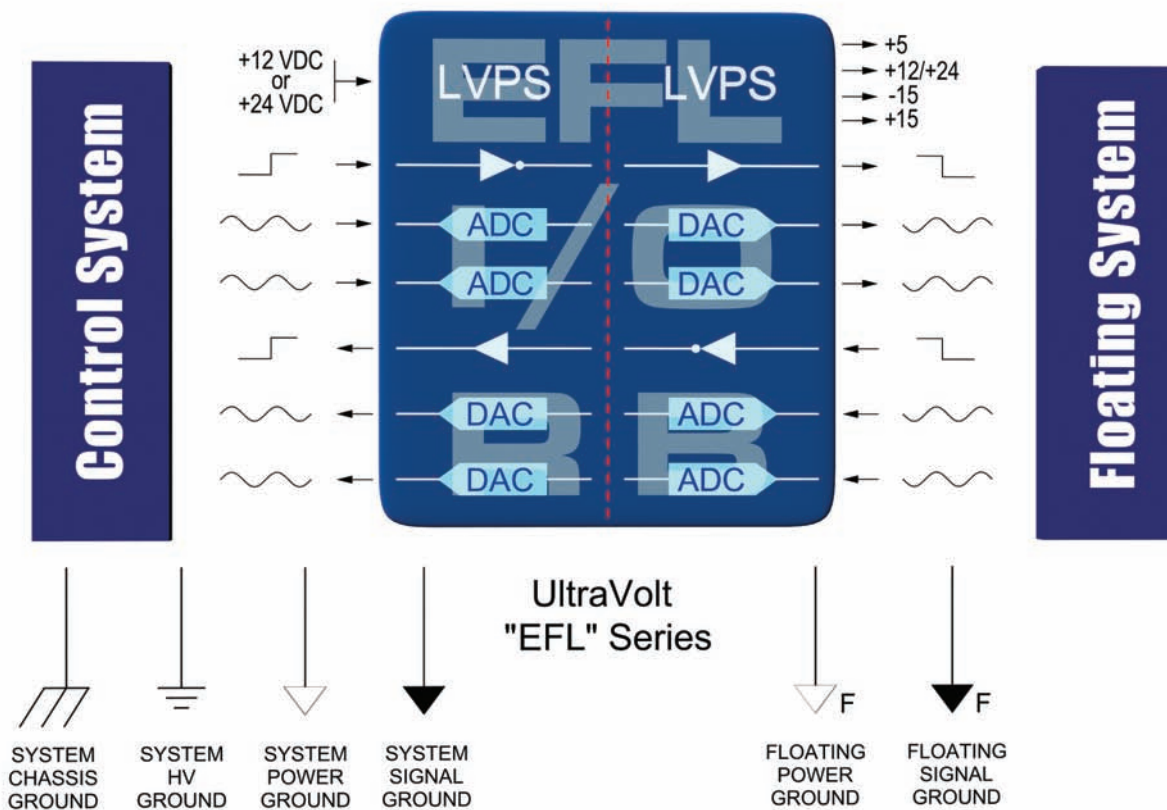 Control System
+12 VDC
or
+24 VDC
EFL
LVPS
LVPS
+5
+12/+24
-15
+15
I/O
ADC
DAC
ADC
DAC
RB
DAC
ADC
DAC
ADC
Floating System
UltraVolt
"EFL" Series
F
F
SYSTEM
CHASSIS
GROUND
SYSTEM
HV
GROUND
SYSTEM
POWER
GROUND
SYSTEM
SIGNAL
GROUND
FLOATING
POWER
GROUND
FLOATING
SIGNAL
GROUND